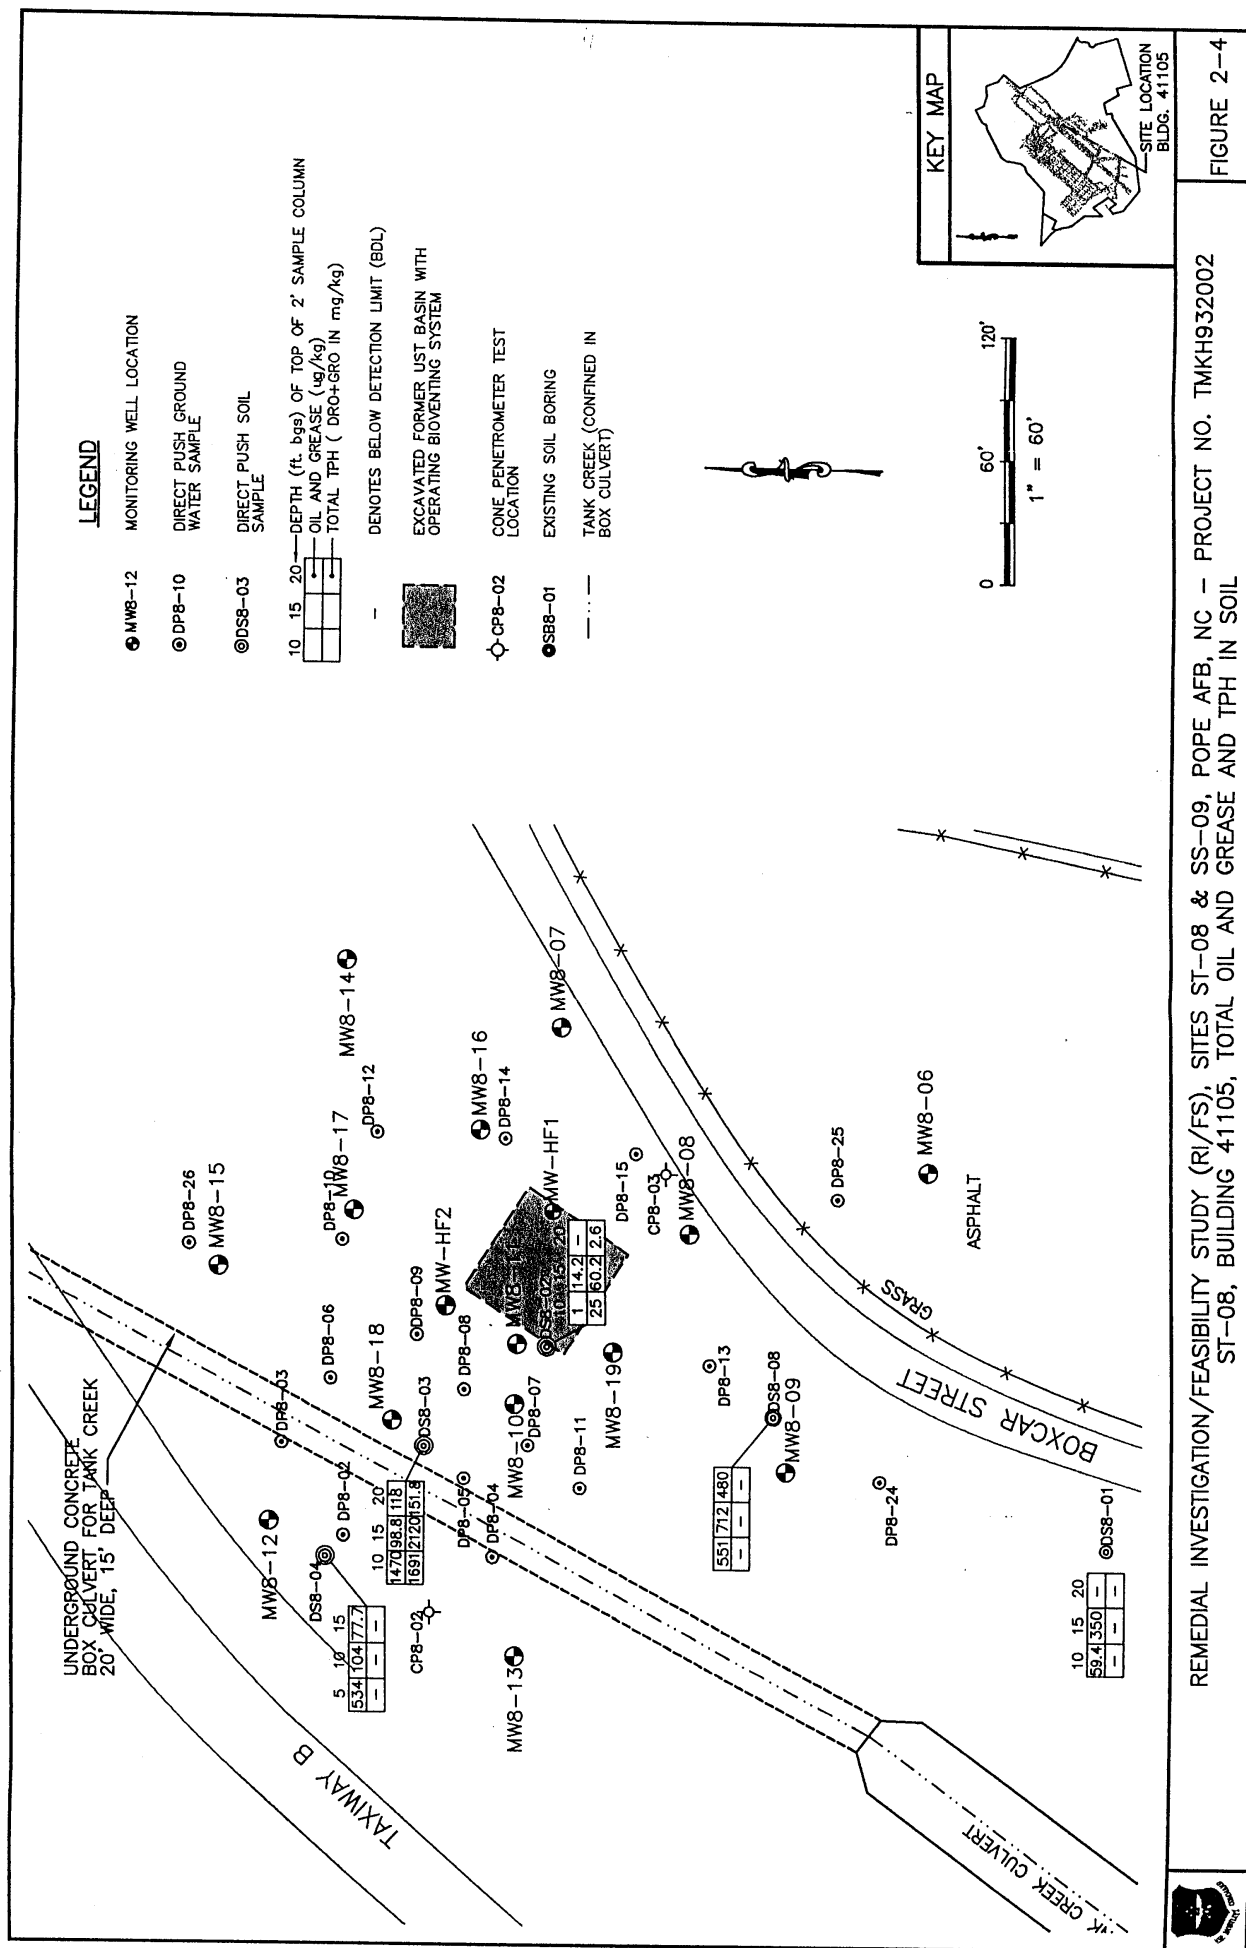 LEGEND
MW8-12 MONITORING WELL LOCATION
DP8-10 DIRECT PUSH GROUND
WATER SAMPLE
DS8-03 DIRECT PUSH SOIL
SAMPLE
10 15 20 DEPTH (ft. bgs) OF TOP OF 2' SAMPLE COLUMN
OIL AND GREASE (ug/kg)
TOTAL TPH ( DRO+GRO IN mg/kg)
- DENOTES BELOW DETECTION LIMIT (BDL)
EXCAVATED FORMER UST BASIN WITH
OPERATING BIOVENTING SYSTEM
CP8-02 CONE PENETROMETER TEST
LOCATION
SB8-01 EXISTING SOIL BORING
TANK CREEK (CONFINED IN
BOX CULVERT)
0 60' 120'
1" = 60'
KEY MAP
SITE LOCATION
BLDG. 41105
UNDERGROUND CONCRETE
BOX CULVERT FOR TANK CREEK
20' WIDE, 15' DEEP
TAXIWAY B
MW8-12
DS8-04
5 10 15
534 104 77.7
- - -
DP8-02
DP8-03
DP8-06
DP8-26
MW8-15
DP8-10
MW8-17
DP8-12
MW8-14
MW8-18
DS8-03
10 15 20
1470 98.8 118
1691 2120 151.8
CP8-02
DP8-09
MW-HF2
DP8-08
DP8-05
DP8-04
MW8-13
MW8-10
DP8-07
DS8-02
10 15 20
1 14.2 -
25 60.2 2.6
MW-HF1
MW8-16
DP8-14
MW8-07
DP8-11
MW8-19
DP8-15
CP8-03
MW8-08
DP8-13
DS8-08
551 712 480
- - -
MW8-09
DP8-24
DP8-25
MW8-06
ASPHALT
GRASS
BOXCAR STREET
DS8-01
10 15 20
59.4 350 -
- - -
NK CREEK CULVERT
REMEDIAL INVESTIGATION/FEASIBILITY STUDY (RI/FS), SITES ST-08 & SS-09, POPE AFB, NC - PROJECT NO. TMKH932002
ST-08, BUILDING 41105, TOTAL OIL AND GREASE AND TPH IN SOIL
FIGURE 2-4